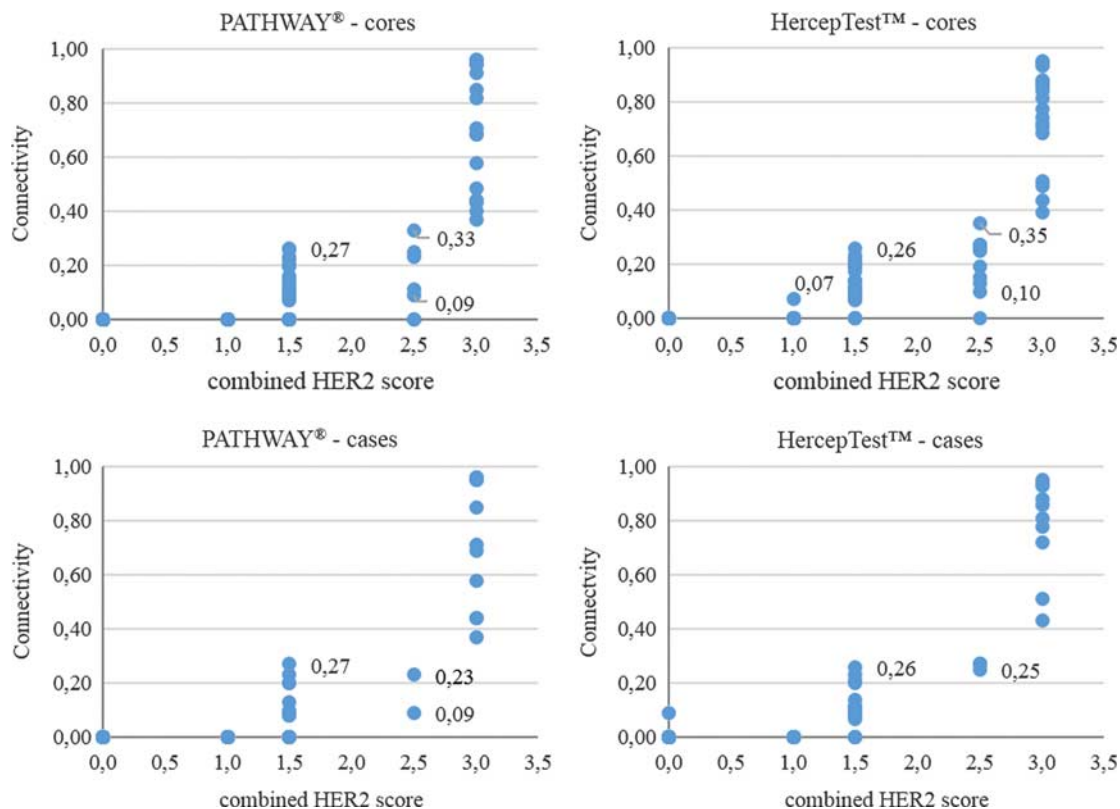 PATHWAY® - cores
HercepTest™ - cores
1,00
0,80
0,60
0,40
0,20
0,00
Connectivity
0,27
0,33
0,09
0,0 0,5 1,0 1,5 2,0 2,5 3,0 3,5
combined HER2 score
1,00
0,80
0,60
0,40
0,20
0,00
Connectivity
0,07
0,26
0,35
0,10
0,0 0,5 1,0 1,5 2,0 2,5 3,0 3,5
combined HER2 score
PATHWAY® - cases
HercepTest™ - cases
1,00
0,80
0,60
0,40
0,20
0,00
Connectivity
0,27
0,23
0,09
0,0 0,5 1,0 1,5 2,0 2,5 3,0 3,5
combined HER2 score
1,00
0,80
0,60
0,40
0,20
0,00
Connectvity
0,26
0,25
0,0 0,5 1,0 1,5 2,0 2,5 3,0 3,5
combined HER2 score